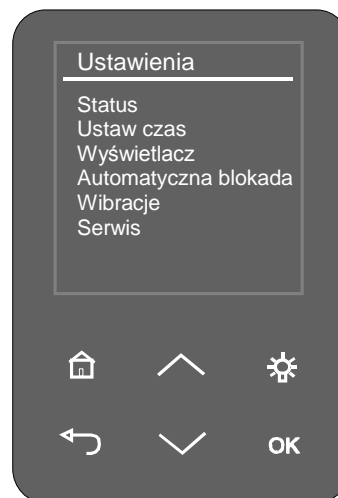 Ustawienia
Status
Ustaw czas
Wyświetlacz
Automatyczna blokada
Wibracje
Serwis
OK